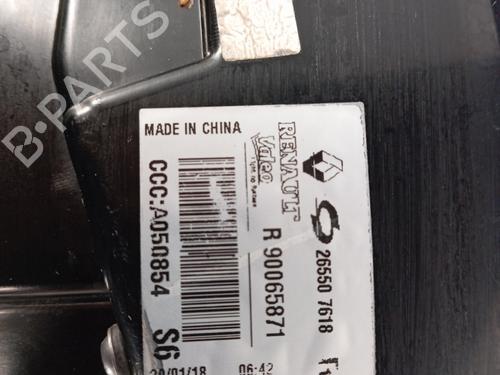 B-PARTS
MADE IN CHINA
RENAULT
Valeo
CCC:A050854
R 90065871
26550 7618
S6
20/01/18
06:42